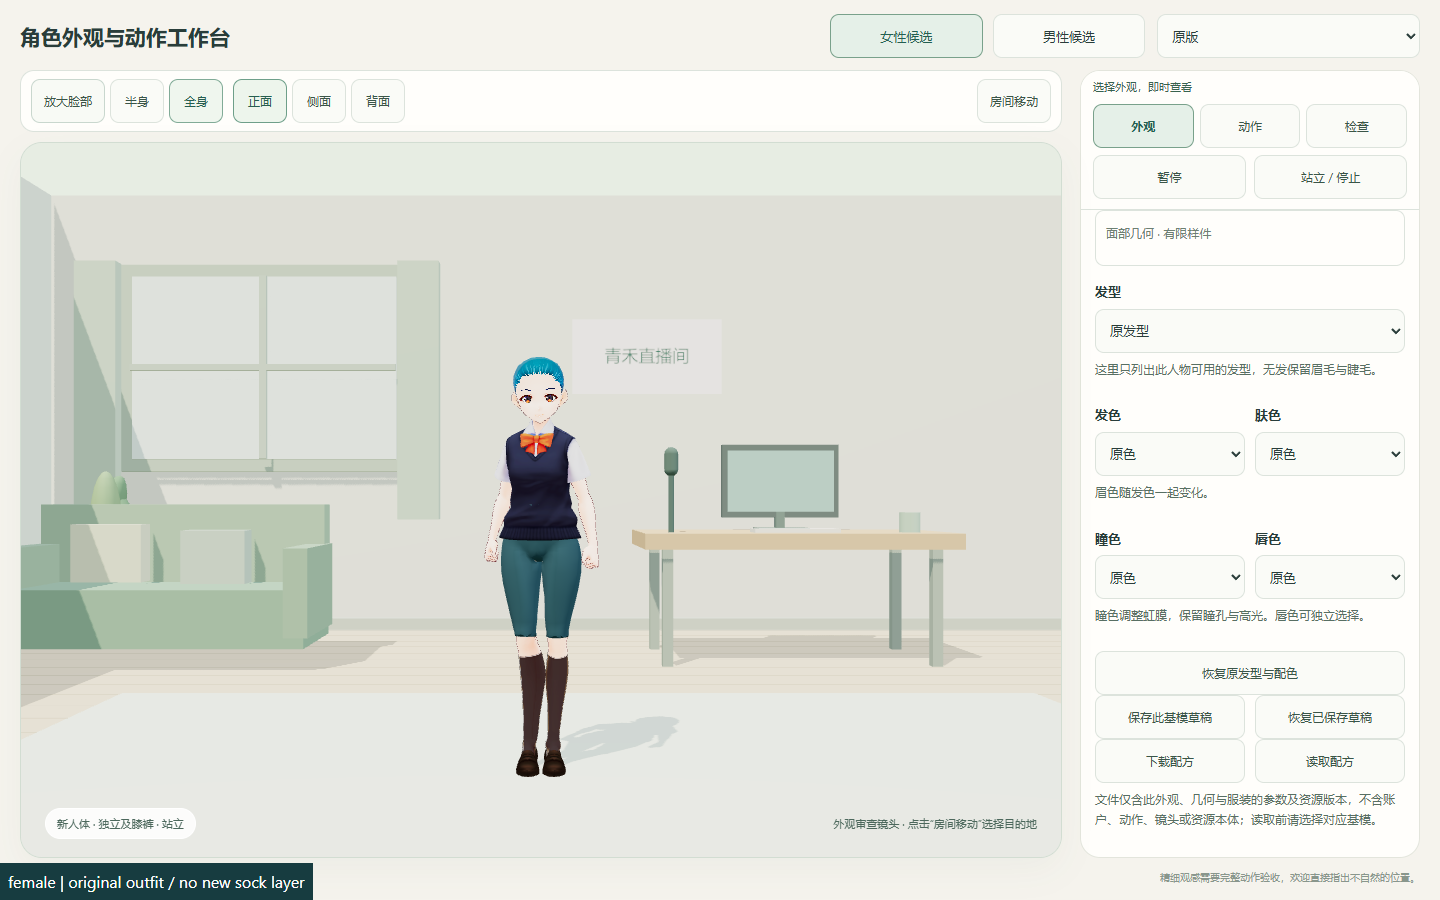 角色外观与动作工作台
女性候选
男性候选
原版
放大脸部
半身
全身
正面
侧面
背面
房间移动
青禾直播间
新人体 · 独立及膝裤 · 站立
外观审查镜头 · 点击“房间移动”选择目的地
选择外观，即时查看
外观
动作
检查
暂停
站立 / 停止
面部几何 · 有限样件
发型
原发型
这里只列出此人物可用的发型，无发保留眉毛与睫毛。
发色
肤色
原色
原色
眉色随发色一起变化。
瞳色
唇色
原色
原色
瞳色调整虹膜，保留瞳孔与高光。唇色可独立选择。
恢复原发型与配色
保存此基模草稿
恢复已保存草稿
下载配方
读取配方
文件仅含此外观、几何与服装的参数及资源版本，不含账
户、动作、镜头或资源本体；读取前请选择对应基模。
精细观感需要完整动作验收，欢迎直接指出不自然的位置。
female | original outfit / no new sock layer